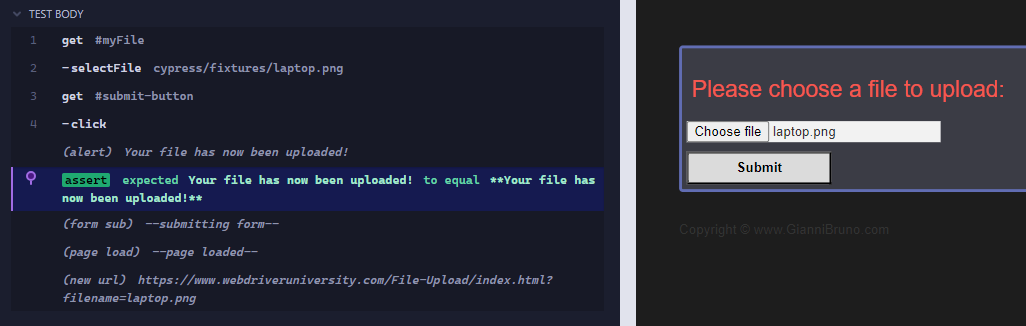 TEST BODY
1 get #myFile
2 -selectFile cypress/fixtures/laptop.png
3 get #submit-button
4 -click
(alert) Your file has now been uploaded!
assert expected Your file has now been uploaded! to equal **Your file has
now been uploaded!**
(form sub) --submitting form--
(page load) --page loaded--
(new url) https://www.webdriveruniversity.com/File-Upload/index.html?
filename=laptop.png
Please choose a file to upload:
Choose file laptop.png
Submit
Copyright © www.GianniBruno.com